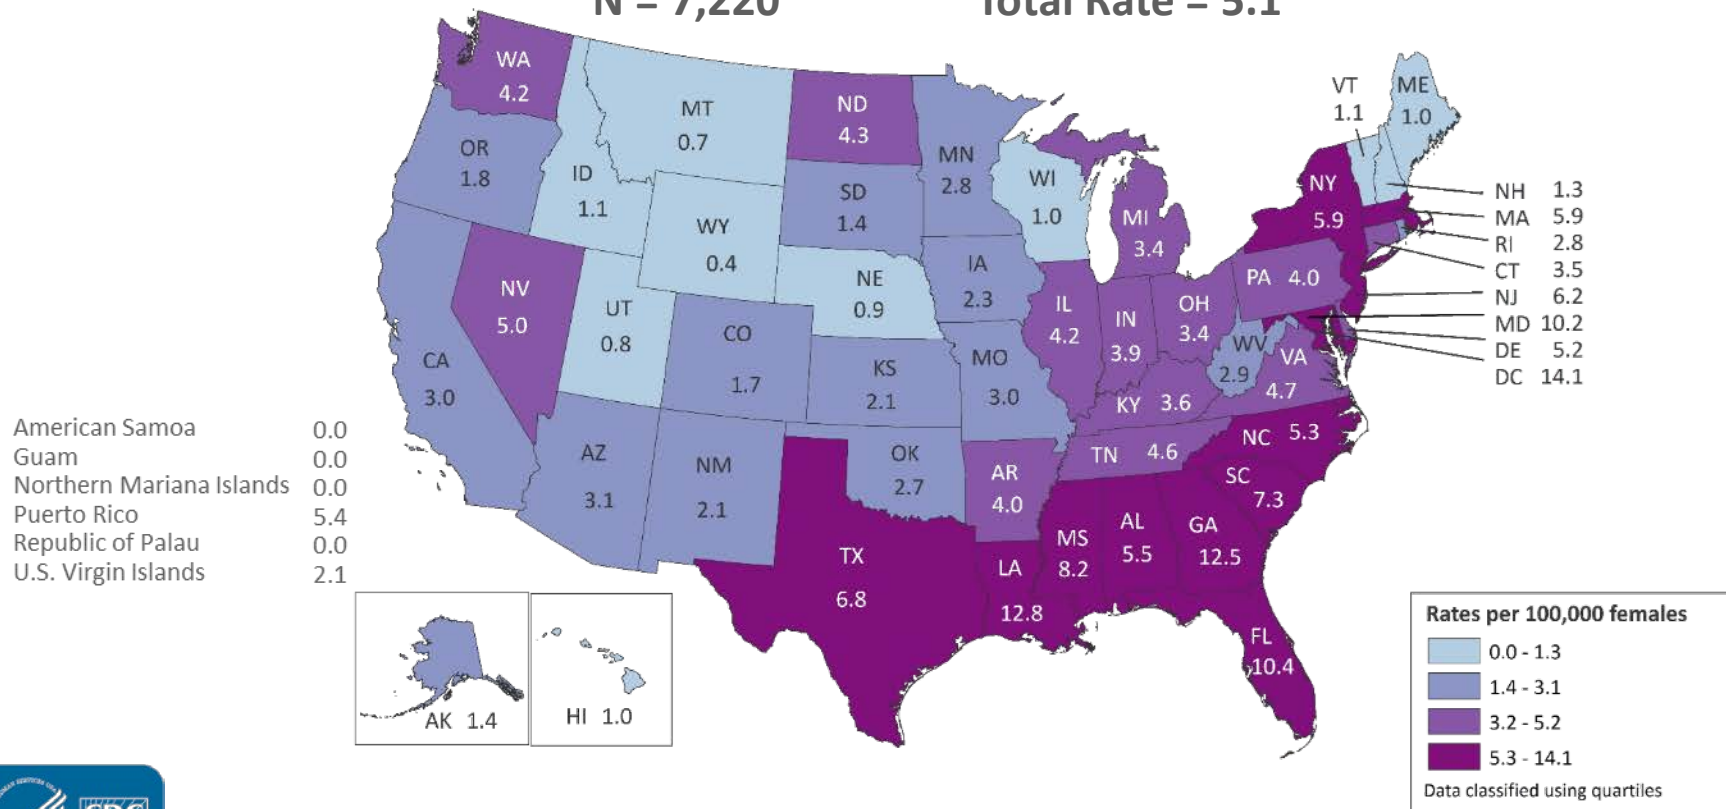 N = 7,220 Total Rate = 5.1
WA
4.2
OR
1.8
CA
3.0
NV
5.0
ID
1.1
MT
0.7
WY
0.4
UT
0.8
CO
1.7
AZ
3.1
NM
2.1
ND
4.3
SD
1.4
NE
0.9
KS
2.1
OK
2.7
TX
6.8
MN
2.8
IA
2.3
MO
3.0
AR
4.0
LA
12.8
WI
1.0
IL
4.2
MI
3.4
IN
3.9
OH
3.4
KY 3.6
TN 4.6
MS
8.2
AL
5.5
GA
12.5
FL
10.4
SC
7.3
NC 5.3
VA
4.7
WV
2.9
PA 4.0
NY
5.9
VT
1.1
ME
1.0
NH 1.3
MA 5.9
RI 2.8
CT 3.5
NJ 6.2
MD 10.2
DE 5.2
DC 14.1
American Samoa 0.0
Guam 0.0
Northern Mariana Islands 0.0
Puerto Rico 5.4
Republic of Palau 0.0
U.S. Virgin Islands 2.1
AK 1.4
HI 1.0
Rates per 100,000 females
0.0 - 1.3
1.4 - 3.1
3.2 - 5.2
5.3 - 14.1
Data classified using quartiles
CDC